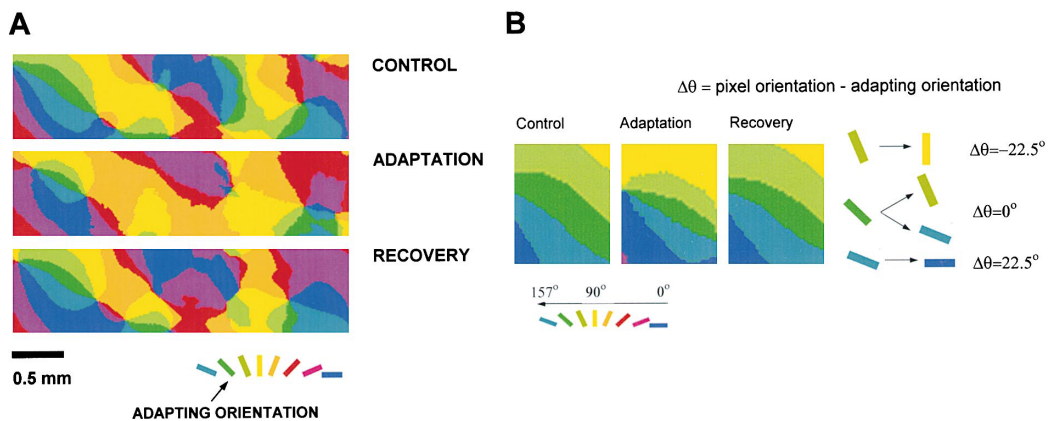 A
CONTROL
ADAPTATION
RECOVERY
0.5 mm
ADAPTING ORIENTATION
B
Δθ = pixel orientation - adapting orientation
Control Adaptation Recovery
Δθ=–22.5°
Δθ=0°
Δθ=22.5°
157° 90° 0°